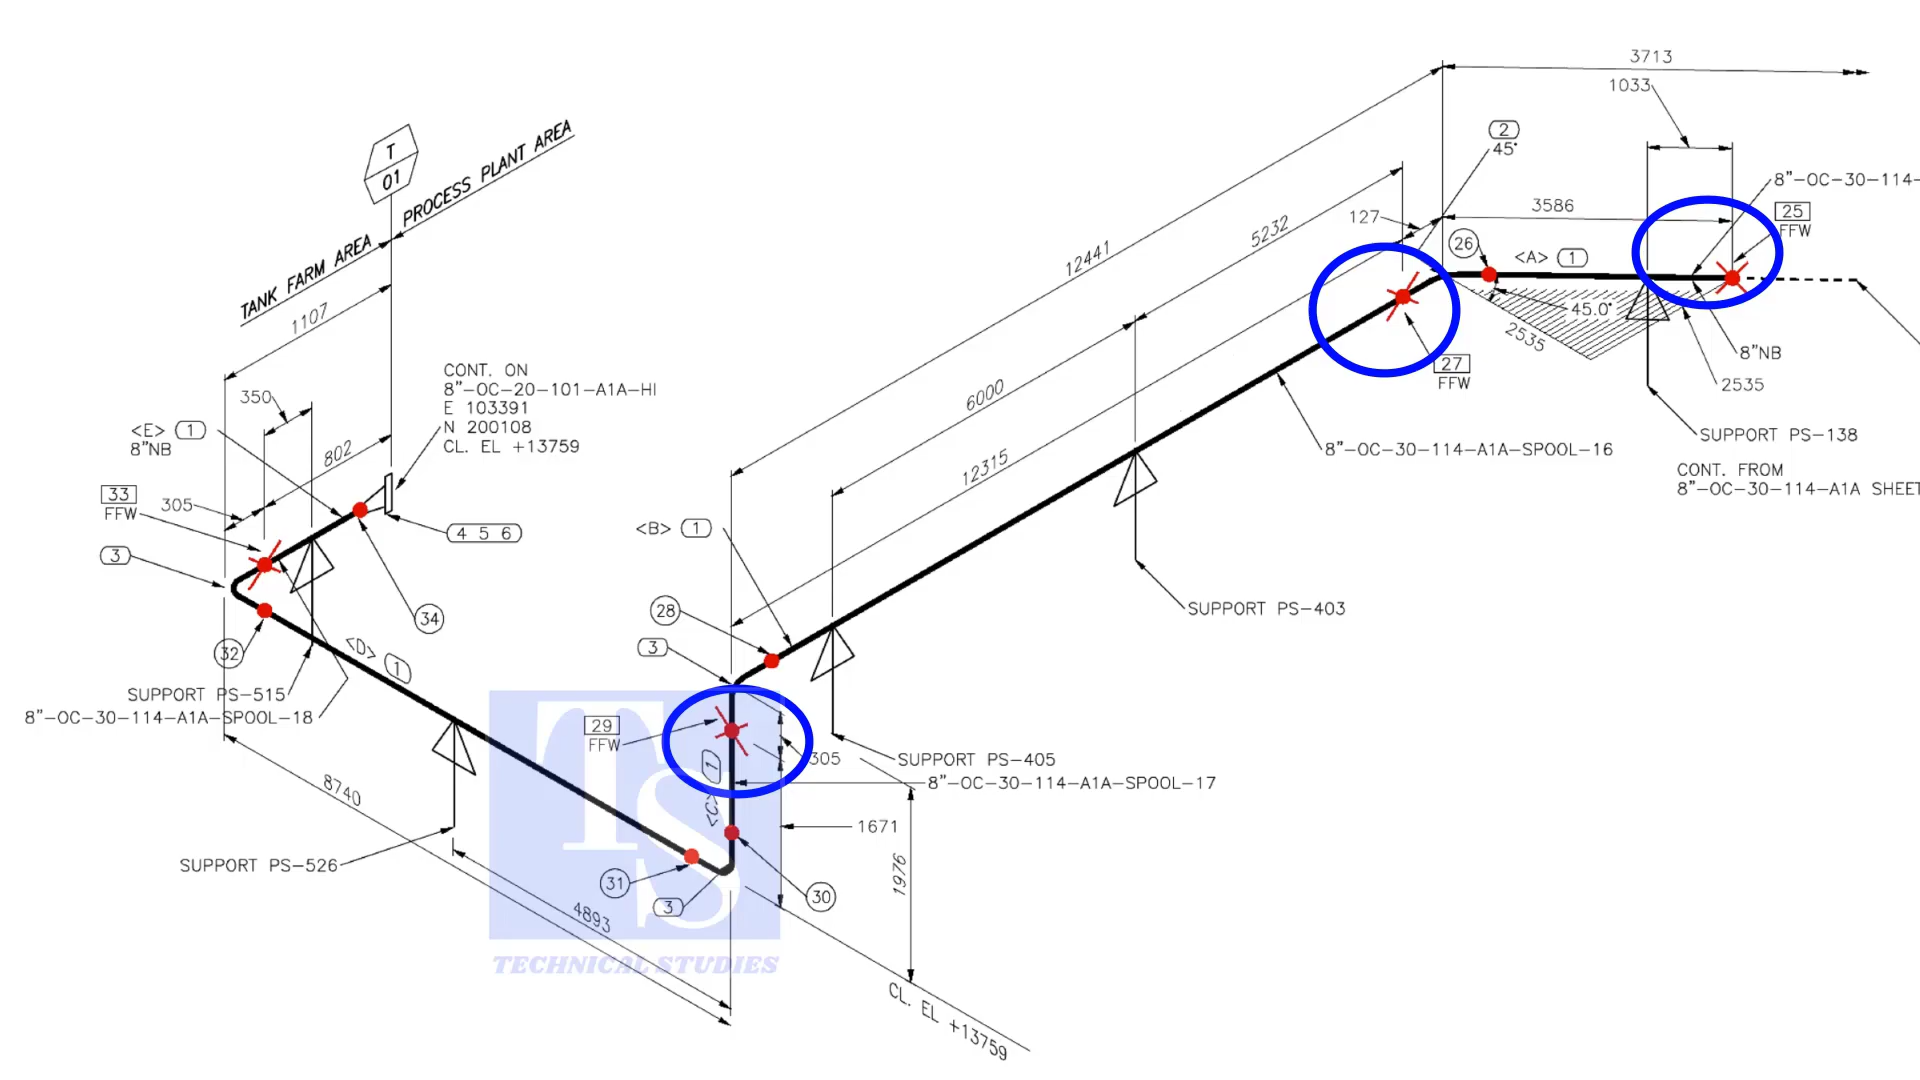 3713
1033
2
45°
8"-OC-30-114-
T
01
PROCESS PLANT AREA
TANK FARM AREA
1107
12441
5232
127
3586
25
FFW
26
<A> 1
45.0°
2535
8"NB
2535
27
FFW
SUPPORT PS-138
CONT. FROM
8"-OC-30-114-A1A SHEET
CONT. ON
8"-OC-20-101-A1A-HI
E 103391
N 200108
CL. EL +13759
350
<E> 1
8"NB
802
6000
12315
8"-OC-30-114-A1A-SPOOL-16
33
FFW
305
3
4 5 6
<B> 1
34
28
3
SUPPORT PS-403
32
<D> 1
SUPPORT PS-515
8"-OC-30-114-A1A-SPOOL-18
29
FFW
305
SUPPORT PS-405
8"-OC-30-114-A1A-SPOOL-17
<C> 1
1671
1976
8740
SUPPORT PS-526
31
3
30
4893
TS
TECHNICAL STUDIES
CL. EL +13759